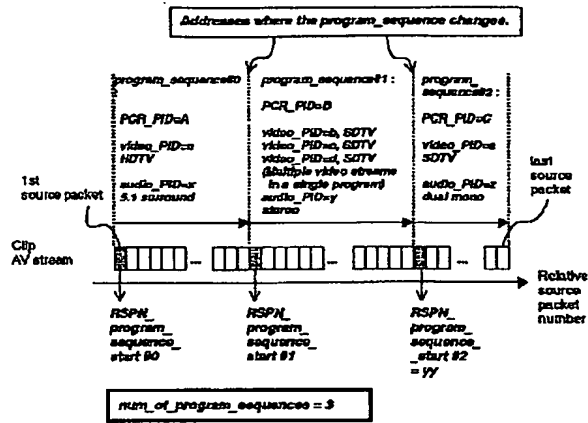 Addresses where the program_sequence changes.
program_sequence#0
PCR_PID=A
video_PID=a
HDTV
audio_PID=x
5.1 surround
program_sequence#1 :
PCR_PID=B
video_PID=b, SDTV
video_PID=c, SDTV
video_PID=d, SDTV
(Multiple video streams
in a single program)
audio_PID=y
stereo
program_
sequence#2 :
PCR_PID=C
video_PID=e
SDTV
audio_PID=z
dual mono
1st
source packet
last
source
packet
Clip
AV stream
... ... ...
Relative
source
packet
number
RSPN_
program_
sequence_
start #0
RSPN_
program_
sequence_
start #1
RSPN_
program_
sequence_
_start #2
= yy
num_of_program_sequences = 3